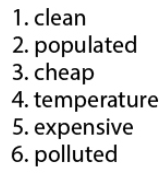 1. clean
2. populated
3. cheap
4. temperature
5. expensive
6. polluted